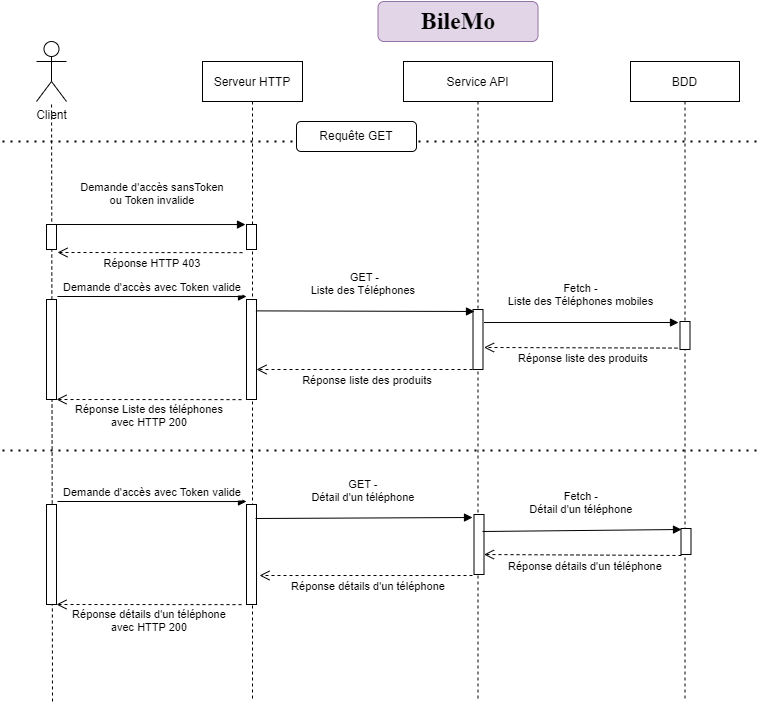 BileMo
Serveur HTTP
Service API
BDD
Client
Requête GET
Demande d'accès sansToken
ou Token invalide
Réponse HTTP 403
Demande d'accès avec Token valide
GET -
Liste des Téléphones
Fetch -
Liste des Téléphones mobiles
Réponse liste des produits
Réponse liste des produits
Réponse Liste des téléphones
avec HTTP 200
Demande d'accès avec Token valide
GET -
Détail d'un téléphone
Fetch -
Détail d'un téléphone
Réponse détails d'un téléphone
Réponse détails d'un téléphone
Réponse détails d'un téléphone
avec HTTP 200